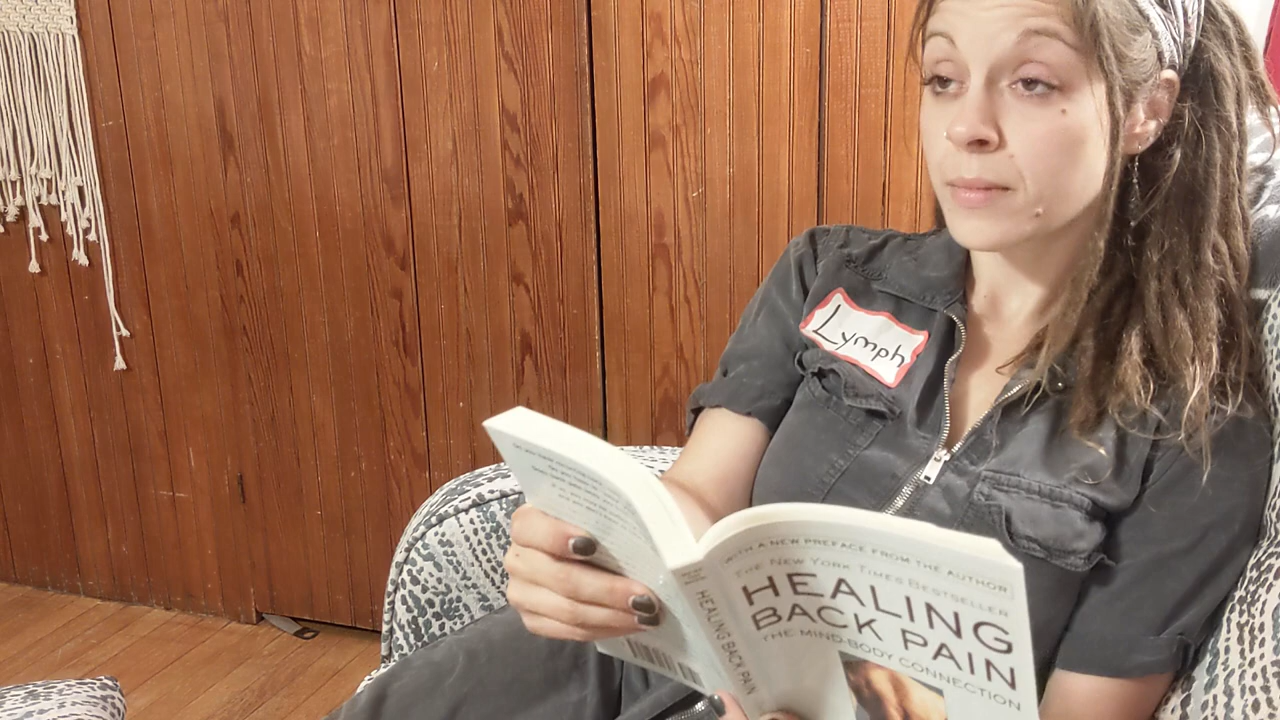 Lymph
WITH A NEW PREFACE FROM THE AUTHOR
THE NEW YORK TIMES BESTSELLER
HEALING
BACK PAIN
THE MIND-BODY CONNECTION
HEALING BACK PAIN